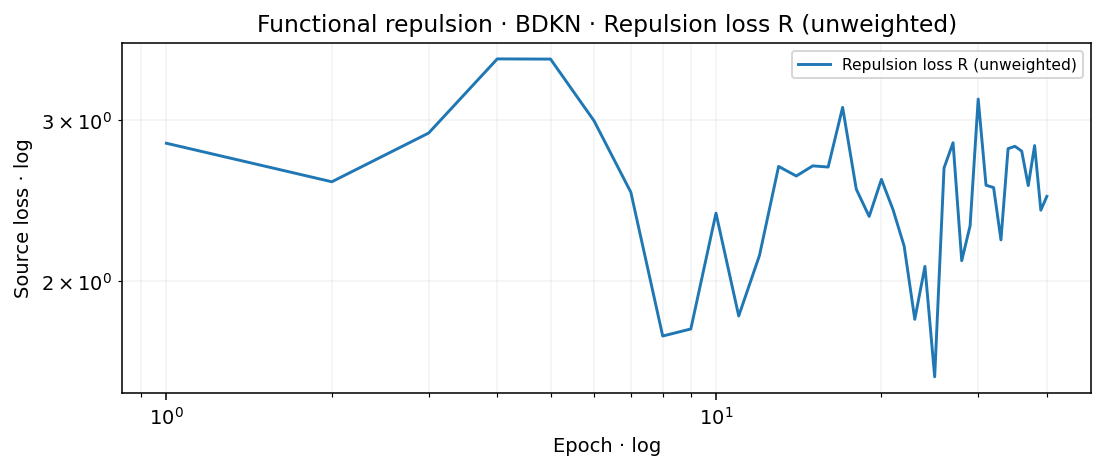 Functional repulsion · BDKN · Repulsion loss R (unweighted)
Repulsion loss R (unweighted)
3 × 10⁰
2 × 10⁰
Source loss · log
10⁰
10¹
Epoch · log